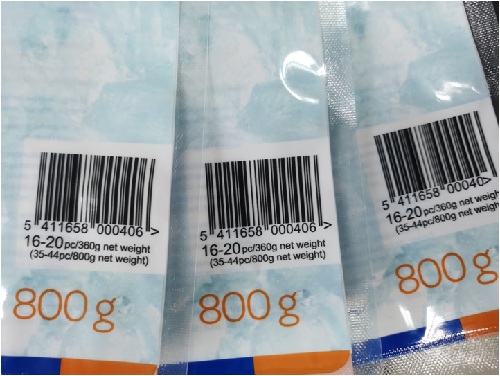 5 411658 000406 >
16-20 pc/360g net weight
(35-44pc/800g net weight)
800 g
5 411658 000406 >
16-20 pc/360g net weight
(35-44pc/800g net weight)
800 g
5 411658 00040
16-20 pc/360g net weight
(35-44pc/800g net weight)
800 g